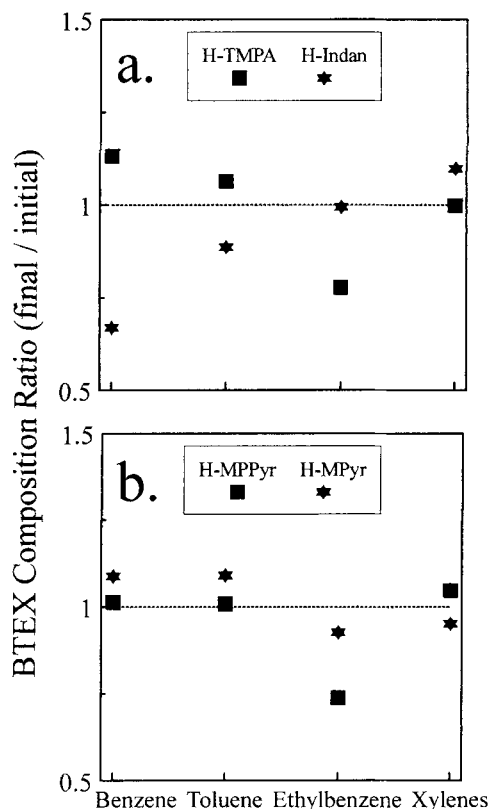 BTEX Composition Ratio (final / initial)
1.5
a.
H-TMPA H-Indan
1
0.5
1.5
b.
H-MPPyr H-MPyr
1
0.5
Benzene Toluene Ethylbenzene Xylenes